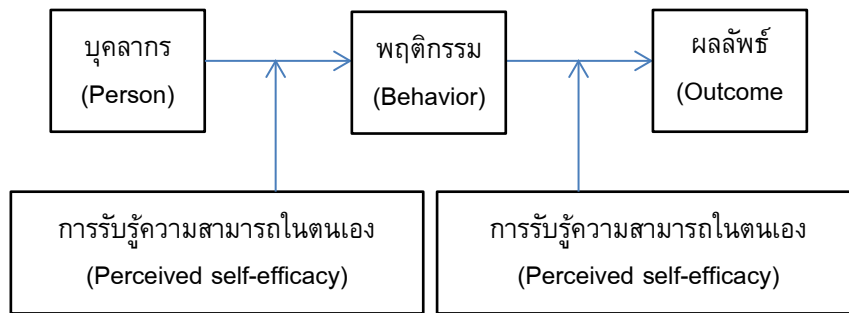 บุคลากร
(Person)
พฤติกรรม
(Behavior)
ผลลัพธ์
(Outcome
การรับรู้ความสามารถในตนเอง
(Perceived self-efficacy)
การรับรู้ความสามารถในตนเอง
(Perceived self-efficacy)